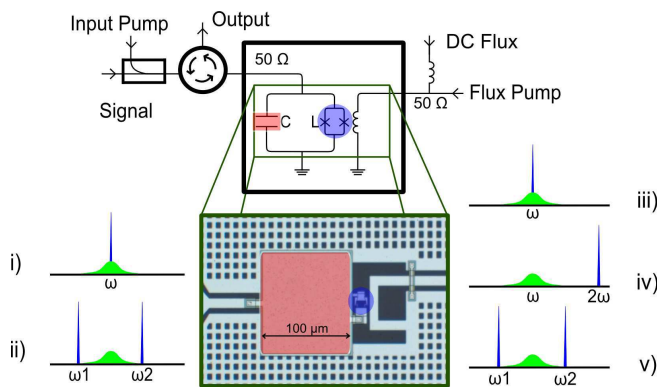 Input Pump
Output
Signal
50 Ω
DC Flux
50 Ω
Flux Pump
C
L
i)
ω
ii)
ω1
ω2
100 μm
iii)
ω
iv)
ω
2ω
v)
ω1
ω2